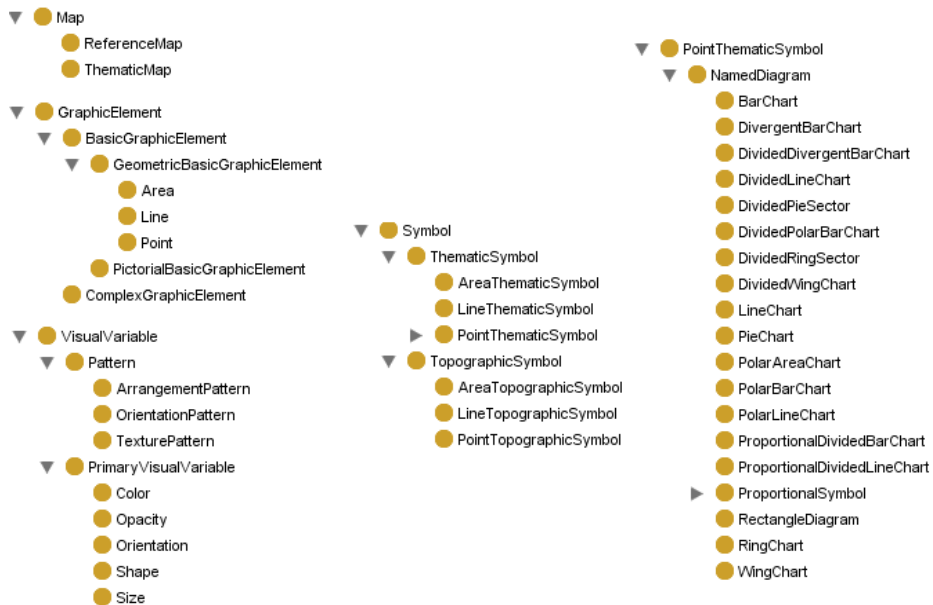 Map
ReferenceMap
ThematicMap
GraphicElement
BasicGraphicElement
GeometricBasicGraphicElement
Area
Line
Point
PictorialBasicGraphicElement
ComplexGraphicElement
VisualVariable
Pattern
ArrangementPattern
OrientationPattern
TexturePattern
PrimaryVisualVariable
Color
Opacity
Orientation
Shape
Size
Symbol
ThematicSymbol
AreaThematicSymbol
LineThematicSymbol
PointThematicSymbol
TopographicSymbol
AreaTopographicSymbol
LineTopographicSymbol
PointTopographicSymbol
PointThematicSymbol
NamedDiagram
BarChart
DivergentBarChart
DividedDivergentBarChart
DividedLineChart
DividedPieSector
DividedPolarBarChart
DividedRingSector
DividedWingChart
LineChart
PieChart
PolarAreaChart
PolarBarChart
PolarLineChart
ProportionalDividedBarChart
ProportionalDividedLineChart
ProportionalSymbol
RectangleDiagram
RingChart
WingChart